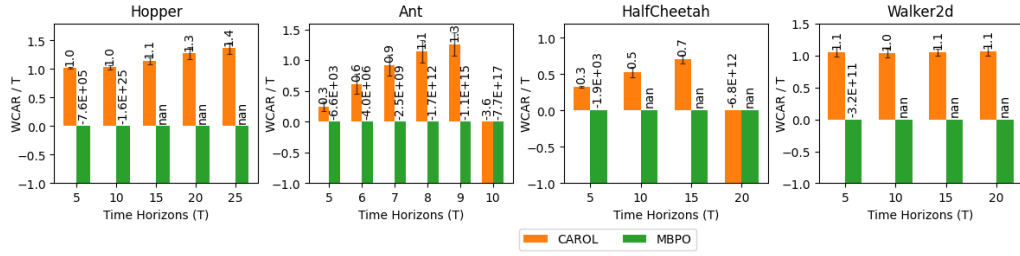 Hopper
WCAR / T
1.5
1.0
0.5
0.0
−0.5
−1.0
1.0
-7.6E+05
1.0
-1.6E+25
1.1
nan
1.3
nan
1.4
nan
5 10 15 20 25
Time Horizons (T)
Ant
WCAR / T
1.5
1.0
0.5
0.0
−0.5
−1.0
0.3
-6.6E+03
0.6
-4.0E+06
0.9
-2.5E+09
1.1
-1.7E+12
1.3
-1.1E+15
-3.6
-7.7E+17
5 6 7 8 9 10
Time Horizons (T)
HalfCheetah
WCAR / T
1.0
0.5
0.0
−0.5
−1.0
0.3
-1.9E+03
0.5
nan
0.7
nan
-6.8E+12
nan
5 10 15 20
Time Horizons (T)
Walker2d
WCAR / T
1.5
1.0
0.5
0.0
−0.5
−1.0
1.1
-3.2E+11
1.0
nan
1.1
nan
1.1
nan
5 10 15 20
Time Horizons (T)
CAROL MBPO